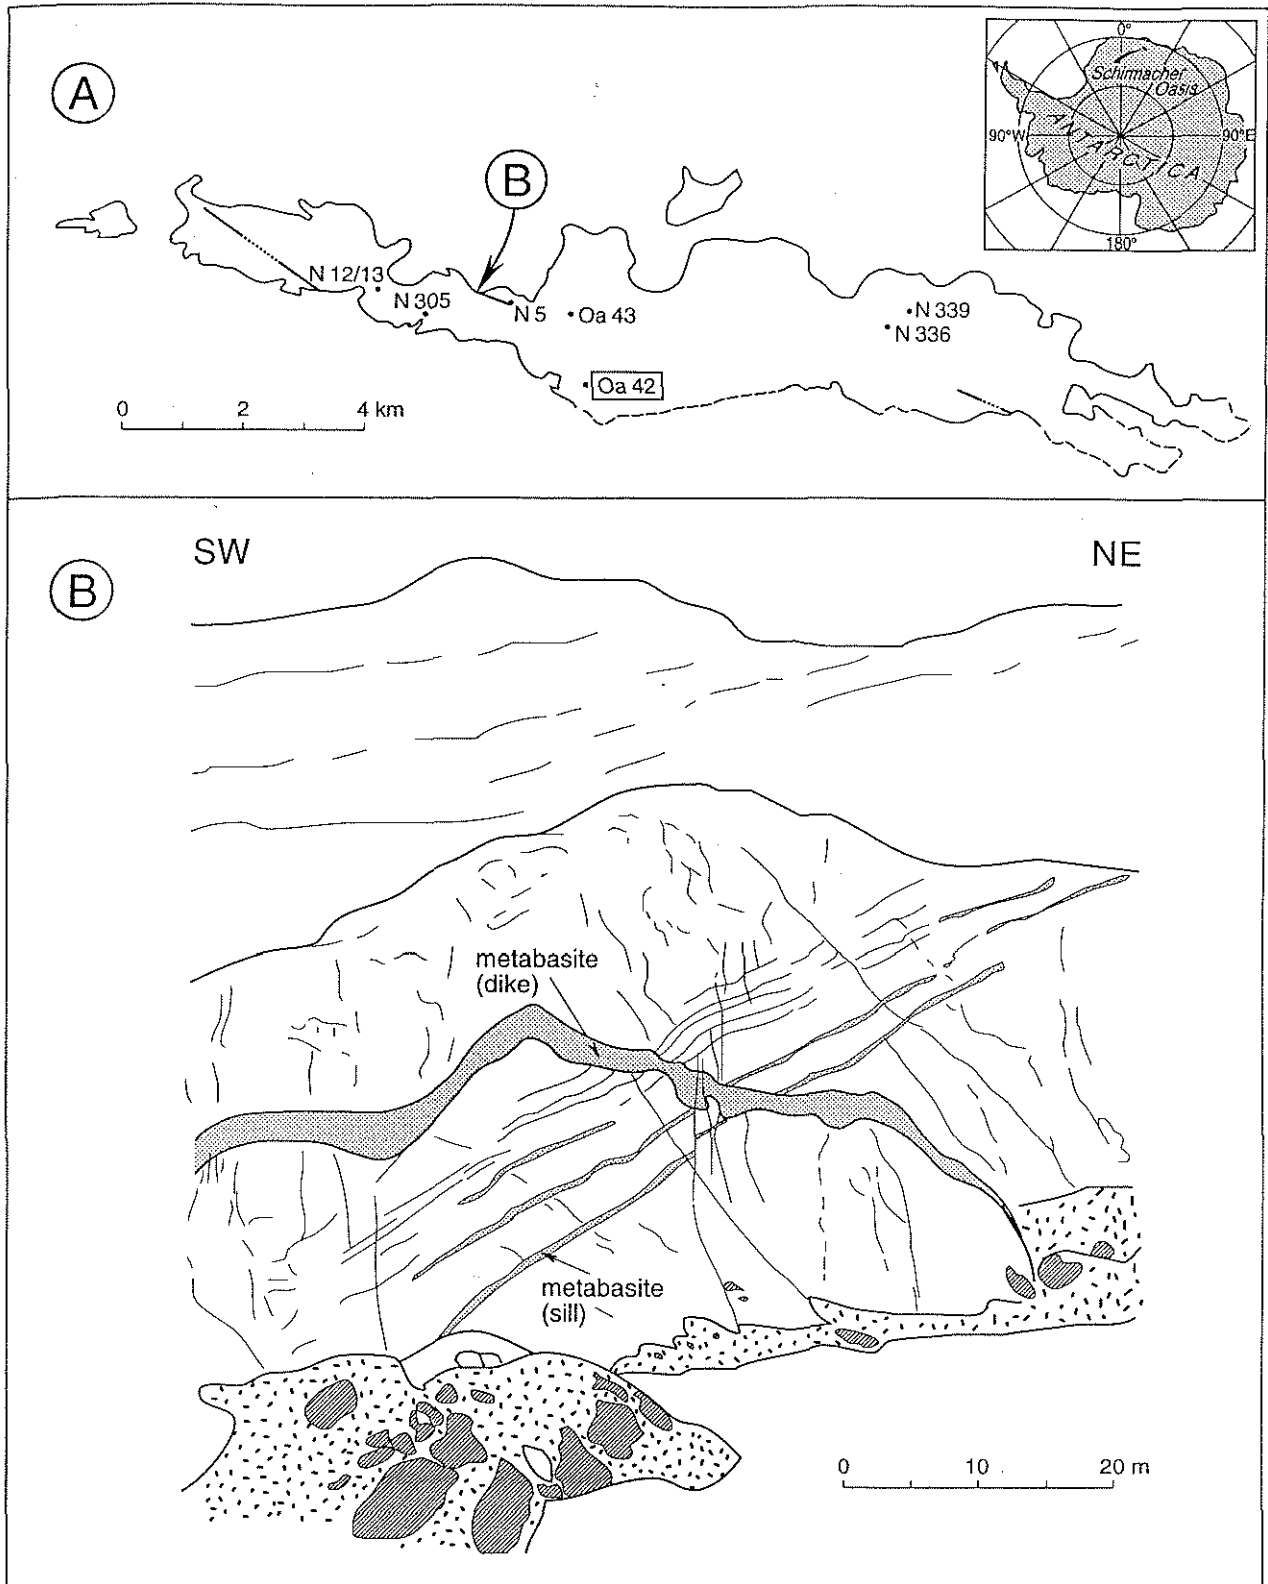 A
0°
Schirmacher
Oasis
90°W
90°E
ANTARCTICA
180°
B
N 12/13
N 305
N 5
Oa 43
N 339
N 336
Oa 42
0 2 4 km
SW
NE
B
metabasite
(dike)
metabasite
(sill)
0 10 20 m